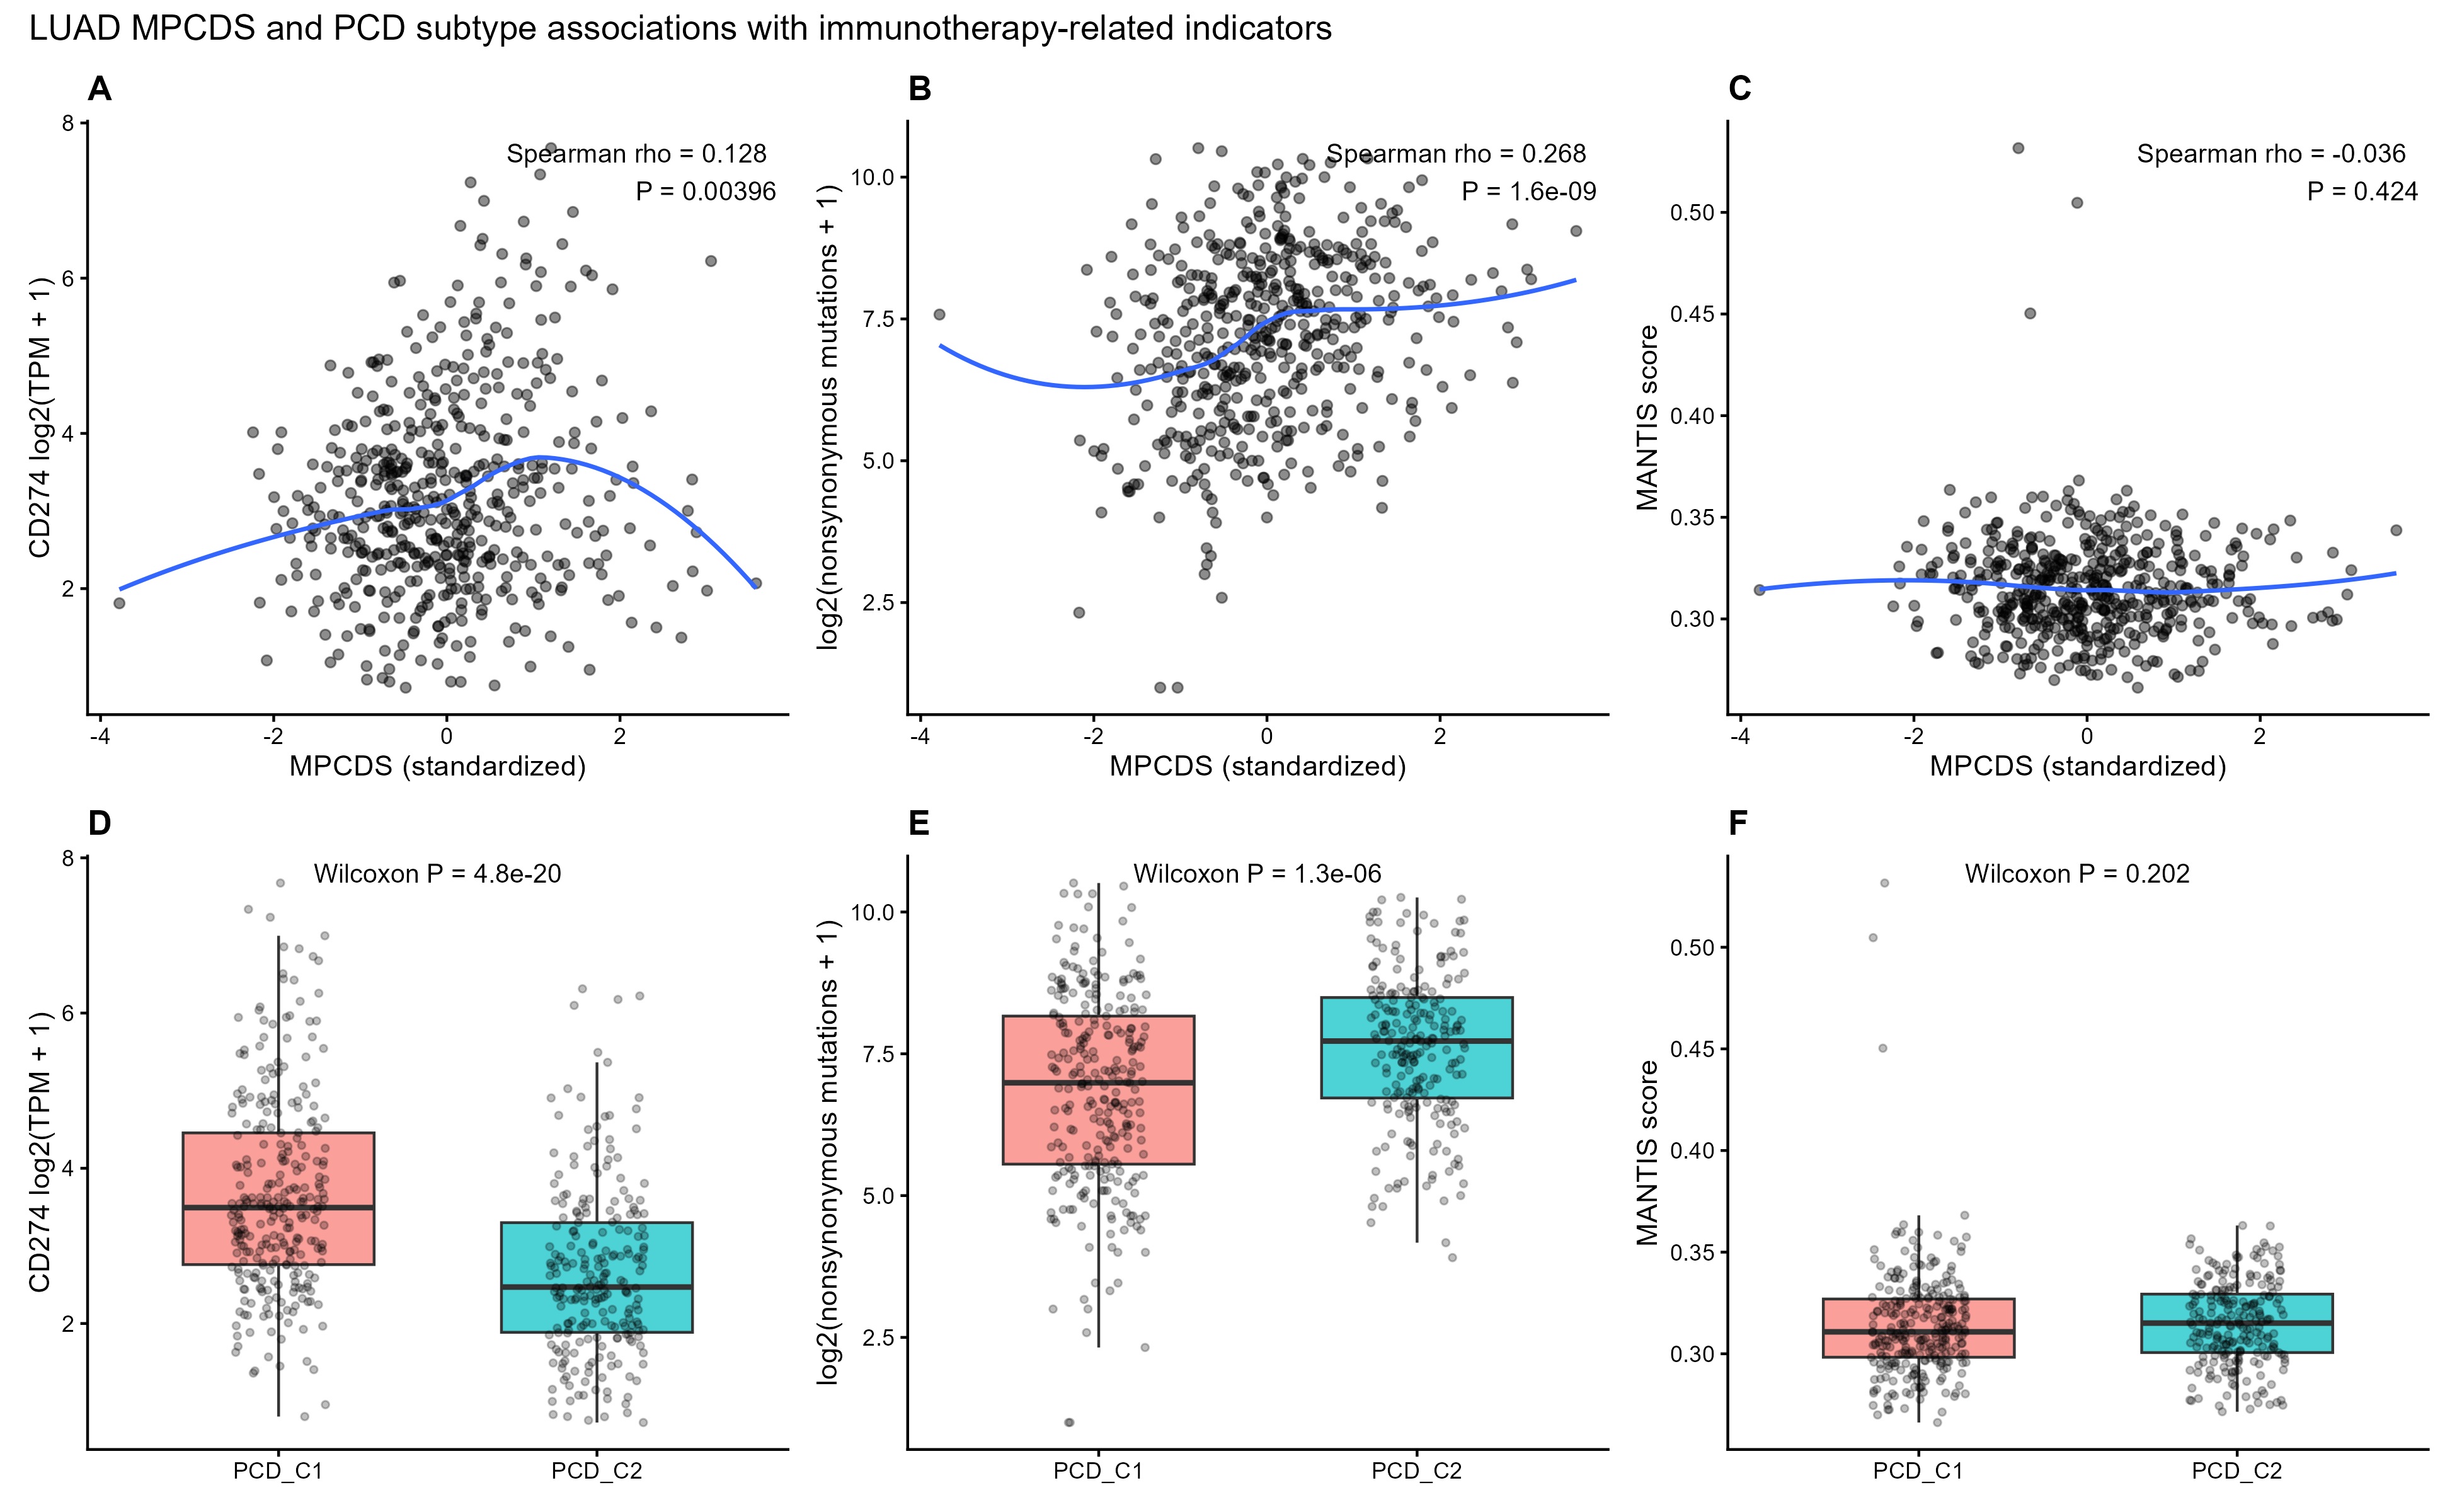 LUAD MPCDS and PCD subtype associations with immunotherapy-related indicators
A
Spearman rho = 0.128
P = 0.00396
CD274 log2(TPM + 1)
8
6
4
2
-4
-2
0
2
MPCDS (standardized)
B
Spearman rho = 0.268
P = 1.6e-09
log2(nonsynonymous mutations + 1)
10.0
7.5
5.0
2.5
-4
-2
0
2
MPCDS (standardized)
C
Spearman rho = -0.036
P = 0.424
MANTIS score
0.50
0.45
0.40
0.35
0.30
-4
-2
0
2
MPCDS (standardized)
D
Wilcoxon P = 4.8e-20
CD274 log2(TPM + 1)
8
6
4
2
PCD_C1
PCD_C2
E
Wilcoxon P = 1.3e-06
log2(nonsynonymous mutations + 1)
10.0
7.5
5.0
2.5
PCD_C1
PCD_C2
F
Wilcoxon P = 0.202
MANTIS score
0.50
0.45
0.40
0.35
0.30
PCD_C1
PCD_C2